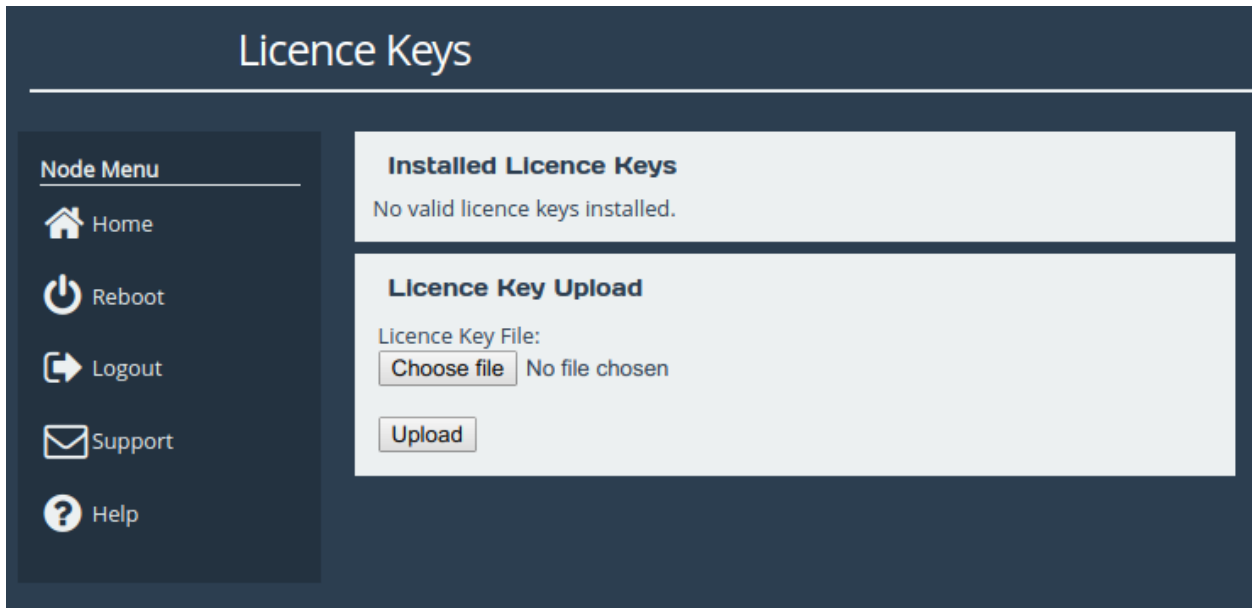 Licence Keys
Node Menu
Home
Reboot
Logout
Support
Help
Installed Licence Keys
No valid licence keys installed.
Licence Key Upload
Licence Key File:
Choose file No file chosen
Upload